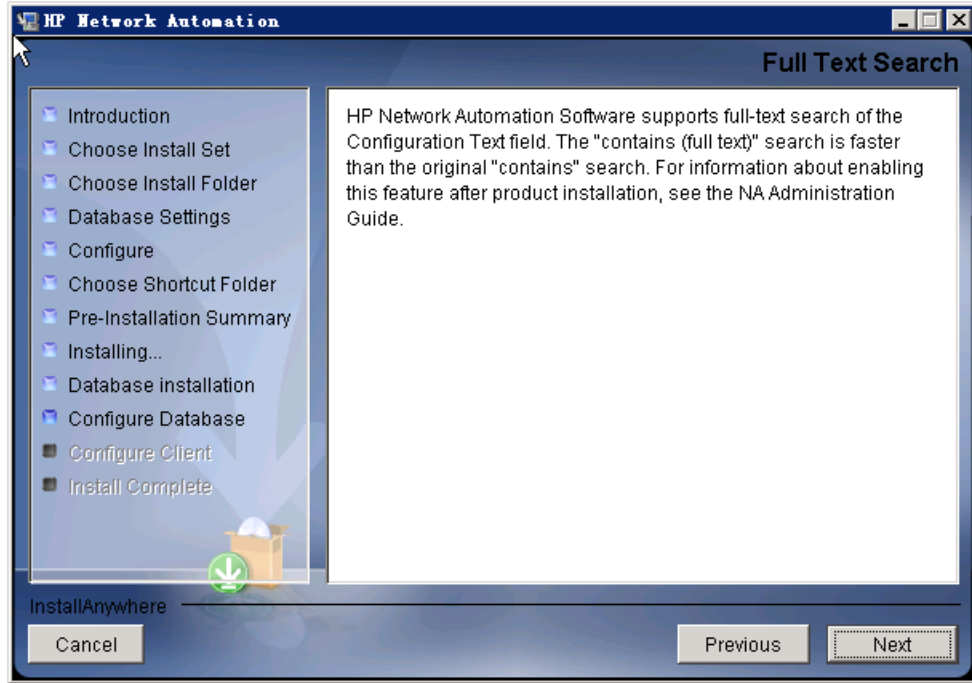 HP Network Automation
Full Text Search
Introduction
Choose Install Set
Choose Install Folder
Database Settings
Configure
Choose Shortcut Folder
Pre-Installation Summary
Installing...
Database installation
Configure Database
Configure Client
Install Complete
HP Network Automation Software supports full-text search of the
Configuration Text field. The "contains (full text)" search is faster
than the original "contains" search. For information about enabling
this feature after product installation, see the NA Administration
Guide.
InstallAnywhere
Cancel
Previous
Next